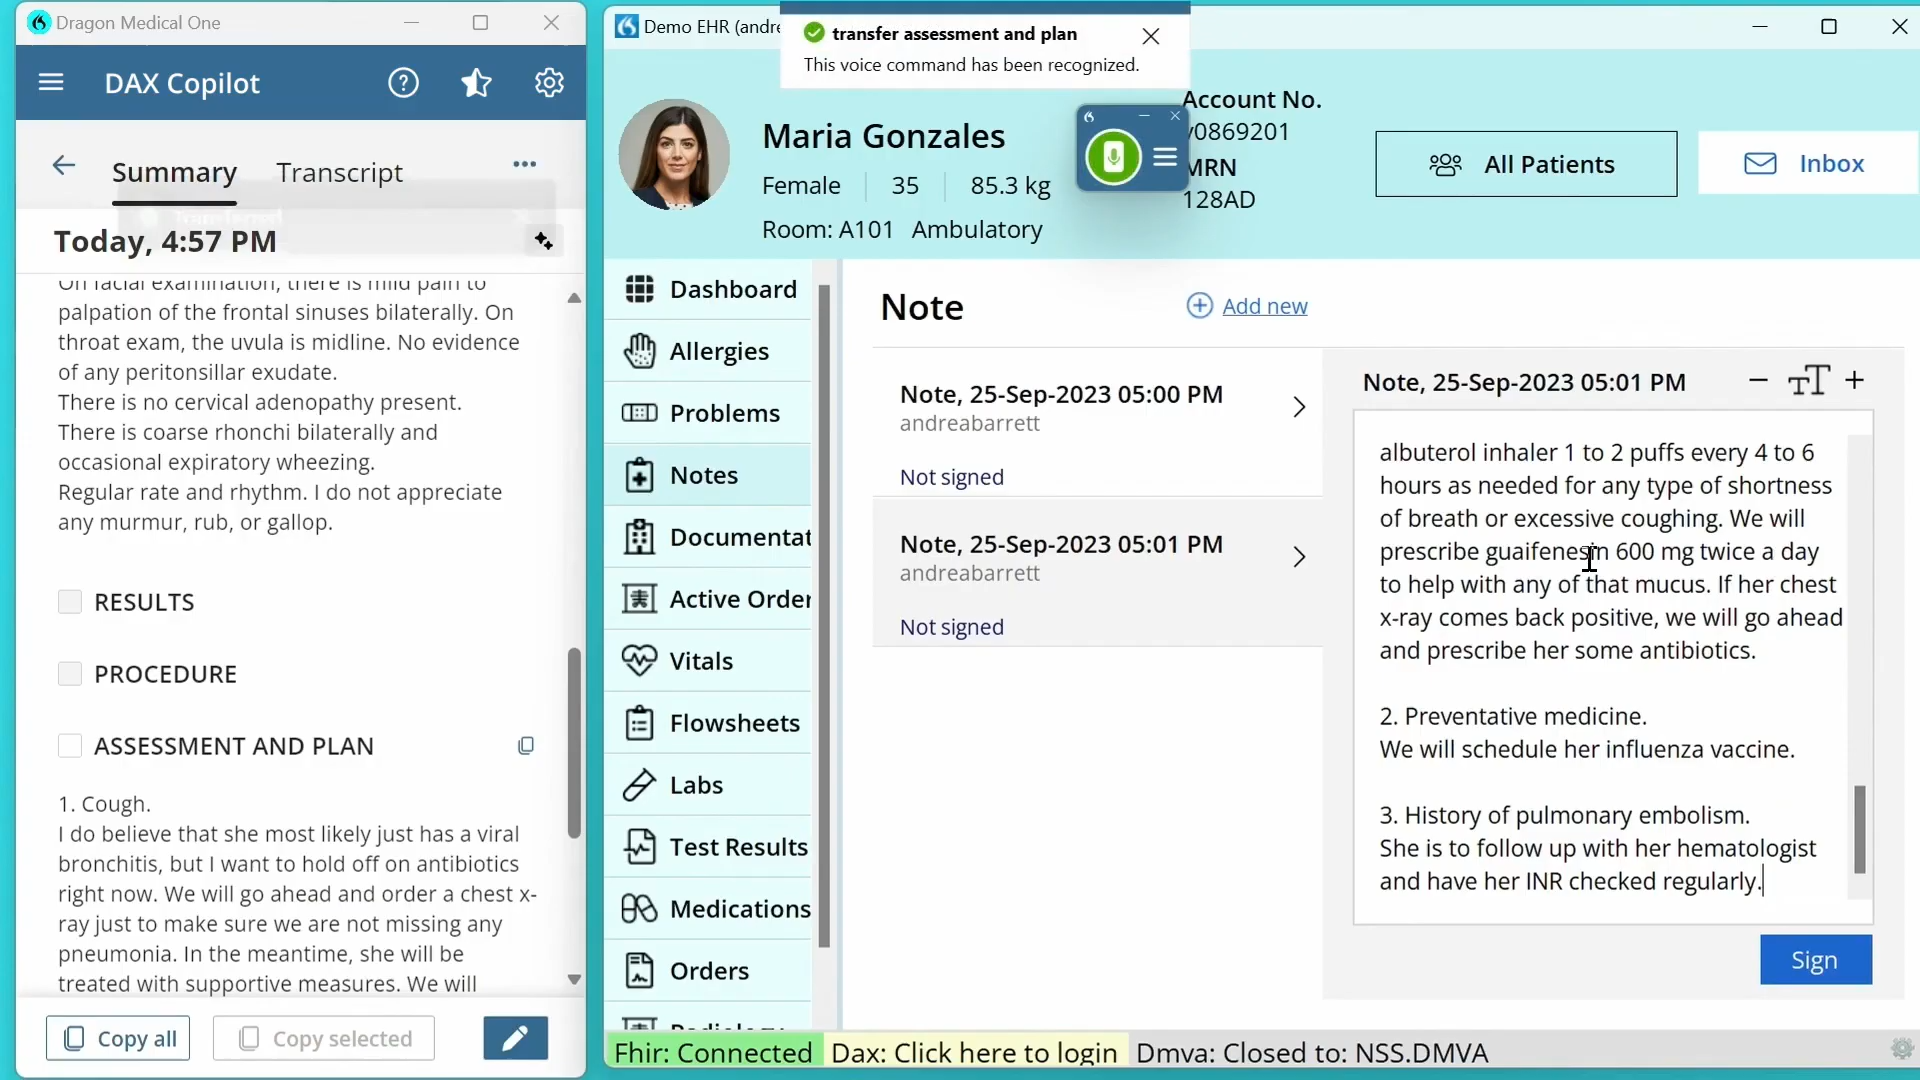 Dragon Medical One
DAX Copilot
Summary
Transcript
Today, 4:57 PM
On facial examination, there is mild pain to
palpation of the frontal sinuses bilaterally. On
throat exam, the uvula is midline. No evidence
of any peritonsillar exudate.
There is no cervical adenopathy present.
There is coarse rhonchi bilaterally and
occasional expiratory wheezing.
Regular rate and rhythm. I do not appreciate
any murmur, rub, or gallop.
RESULTS
PROCEDURE
ASSESSMENT AND PLAN
1. Cough.
I do believe that she most likely just has a viral
bronchitis, but I want to hold off on antibiotics
right now. We will go ahead and order a chest x-
ray just to make sure we are not missing any
pneumonia. In the meantime, she will be
treated with supportive measures. We will
Copy all
Copy selected
Demo EHR (andre
transfer assessment and plan
This voice command has been recognized.
Maria Gonzales
Female 35 85.3 kg
Room: A101 Ambulatory
Account No.
0869201
MRN
128AD
All Patients
Inbox
Dashboard
Allergies
Problems
Notes
Documentat
Active Order
Vitals
Flowsheets
Labs
Test Results
Medications
Orders
Note
Add new
Note, 25-Sep-2023 05:00 PM
andreabarrett
Not signed
Note, 25-Sep-2023 05:01 PM
andreabarrett
Not signed
Note, 25-Sep-2023 05:01 PM
albuterol inhaler 1 to 2 puffs every 4 to 6
hours as needed for any type of shortness
of breath or excessive coughing. We will
prescribe guaifenesin 600 mg twice a day
to help with any of that mucus. If her chest
x-ray comes back positive, we will go ahead
and prescribe her some antibiotics.
2. Preventative medicine.
We will schedule her influenza vaccine.
3. History of pulmonary embolism.
She is to follow up with her hematologist
and have her INR checked regularly.
Sign
Fhir: Connected
Dax: Click here to login
Dmva: Closed to: NSS.DMVA